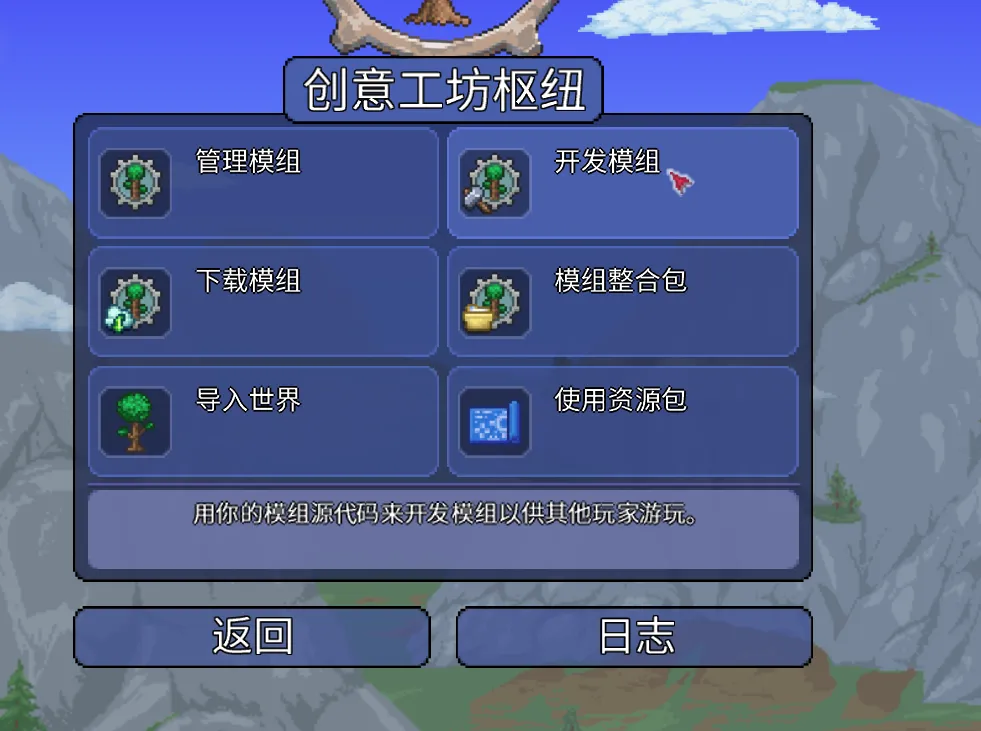 创意工坊枢纽
管理模组
开发模组
下载模组
模组整合包
导入世界
使用资源包
用你的模组源代码来开发模组以供其他玩家游玩。
返回
日志